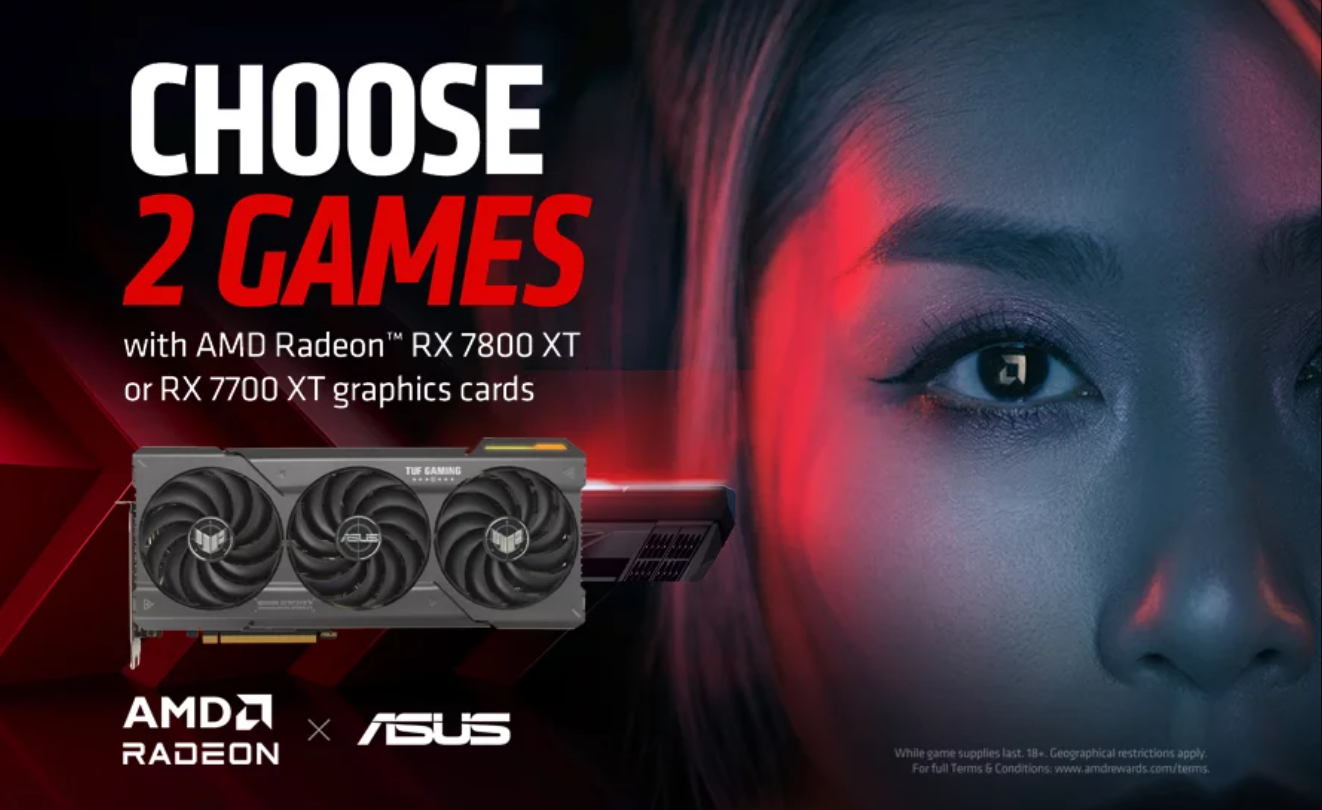 CHOOSE
2 GAMES
with AMD Radeon™ RX 7800 XT
or RX 7700 XT graphics cards
TUF GAMING
ASUS
AMD
RADEON
×
ASUS
While game supplies last. 18+. Geographical restrictions apply.
For full Terms & Conditions: www.amdrewards.com/terms.